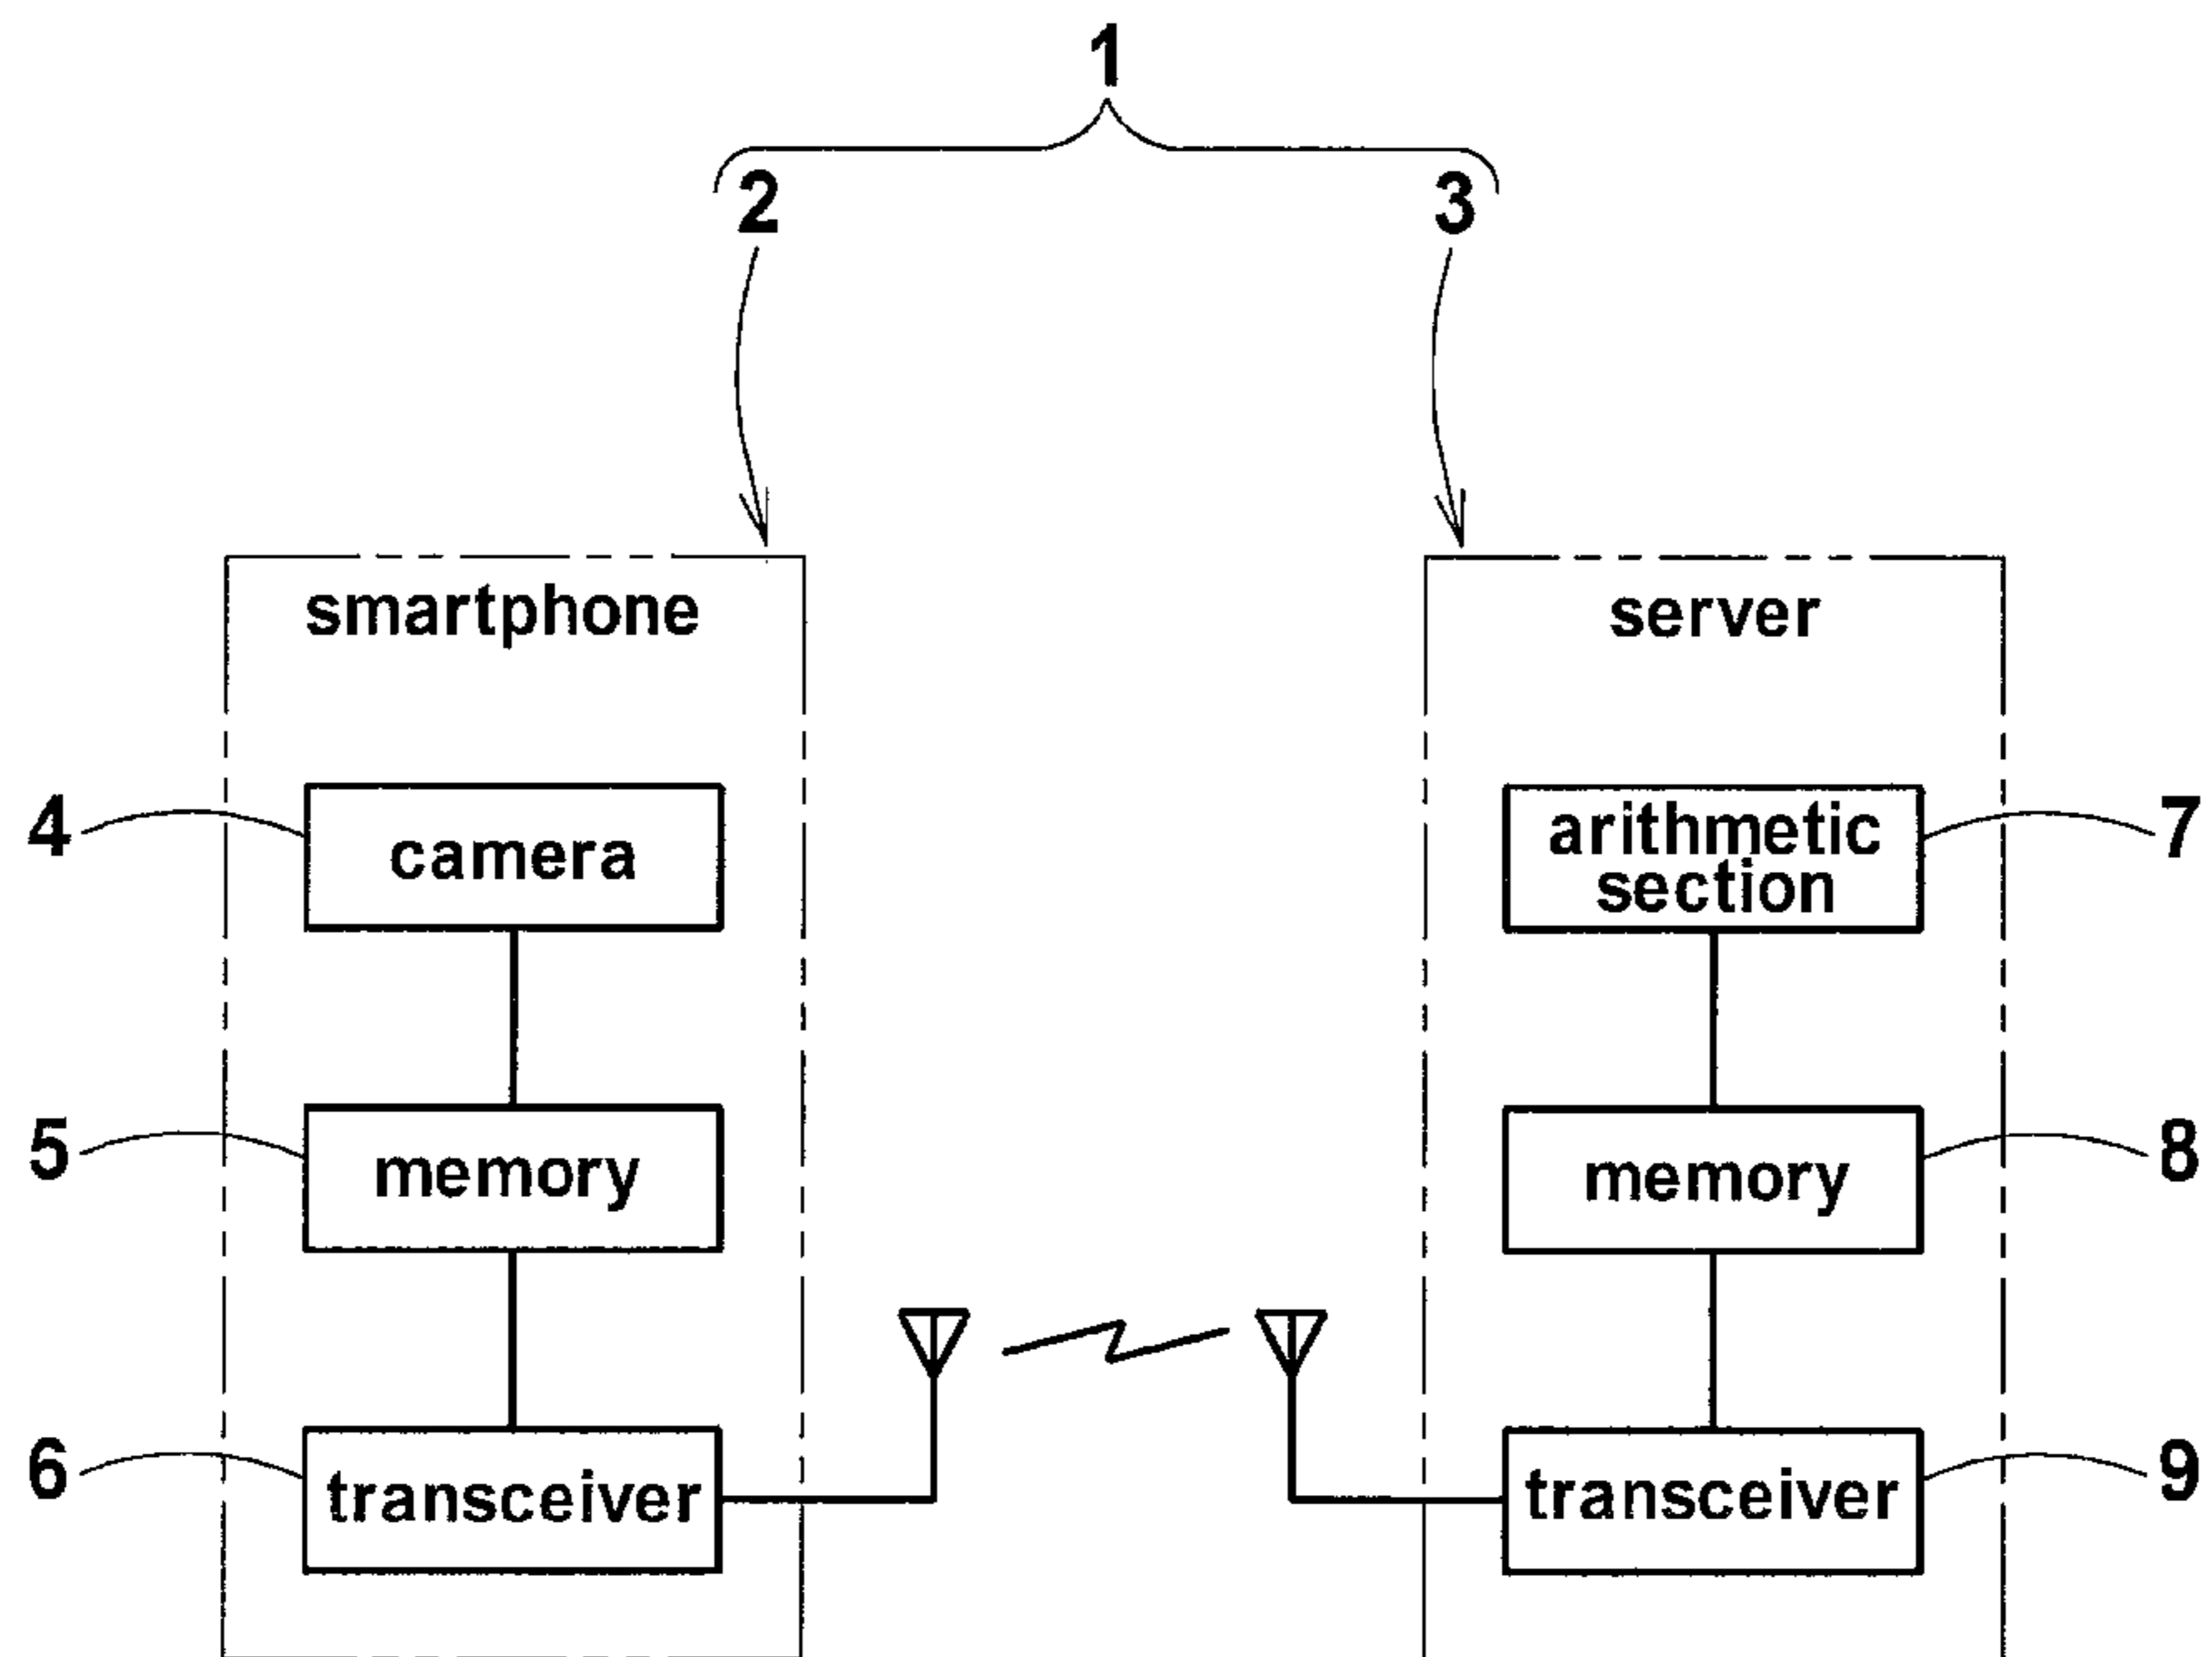 1
2
3
smartphone
server
4
camera
arithmetic
section
7
5
memory
memory
8
6
transceiver
transceiver
9